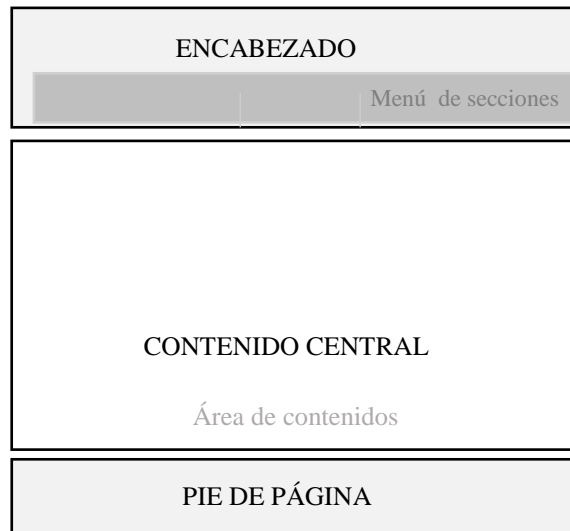 ENCABEZADO
Menú de secciones
CONTENIDO CENTRAL
Área de contenidos
PIE DE PÁGINA